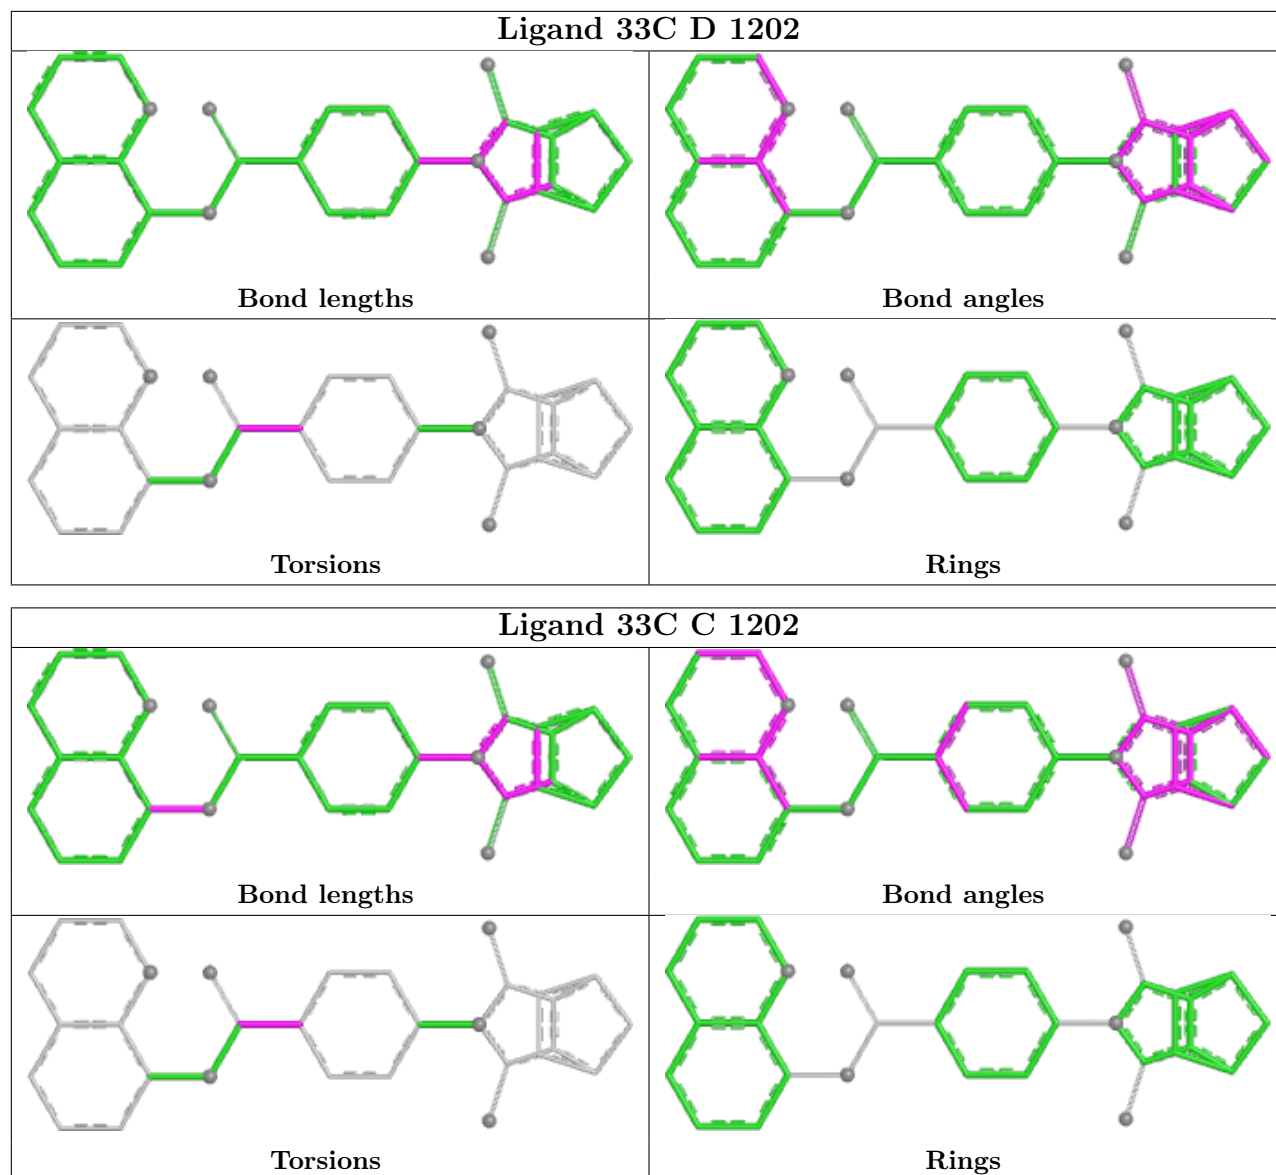 Ligand 33C D 1202
Bond lengths
Bond angles
Torsions
Rings
Ligand 33C C 1202
Bond lengths
Bond angles
Torsions
Rings